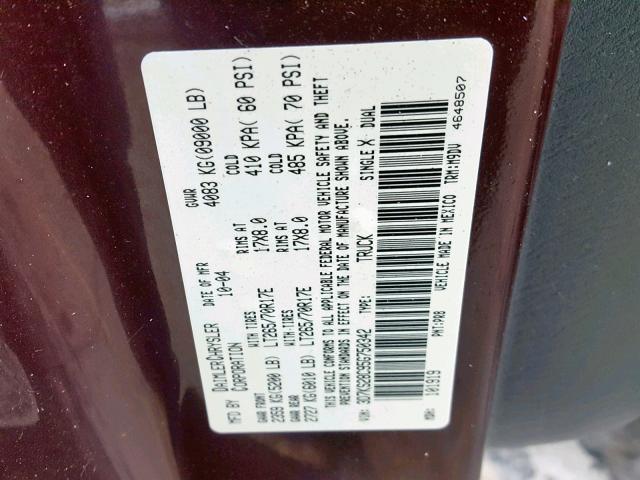 MFD BY DAIMLERCHRYSLER CORPORATION DATE OF MFR 10-04 GVWR 4083 KG(09000 LB)
GAWR FRONT WITH TIRES RIMS AT COLD
2359 KG(5200 LB) LT265/70R17E 17X8.0 410 KPA( 60 PSI)
GAWR REAR WITH TIRES RIMS AT COLD
2727 KG(6010 LB) LT265/70R17E 17X8.0 485 KPA( 70 PSI)
THIS VEHICLE CONFORMS TO ALL APPLICABLE FEDERAL MOTOR VEHICLE SAFETY AND THEFT
PREVENTION STANDARDS IN EFFECT ON THE DATE OF MANUFACTURE SHOWN ABOVE.
VIN: 3D7KS28C95G750942 TYPE: TRUCK SINGLE X DUAL
MDH: 101919 PNT:PR8 VEHICLE MADE IN MEXICO TRM:M9DV 4648507